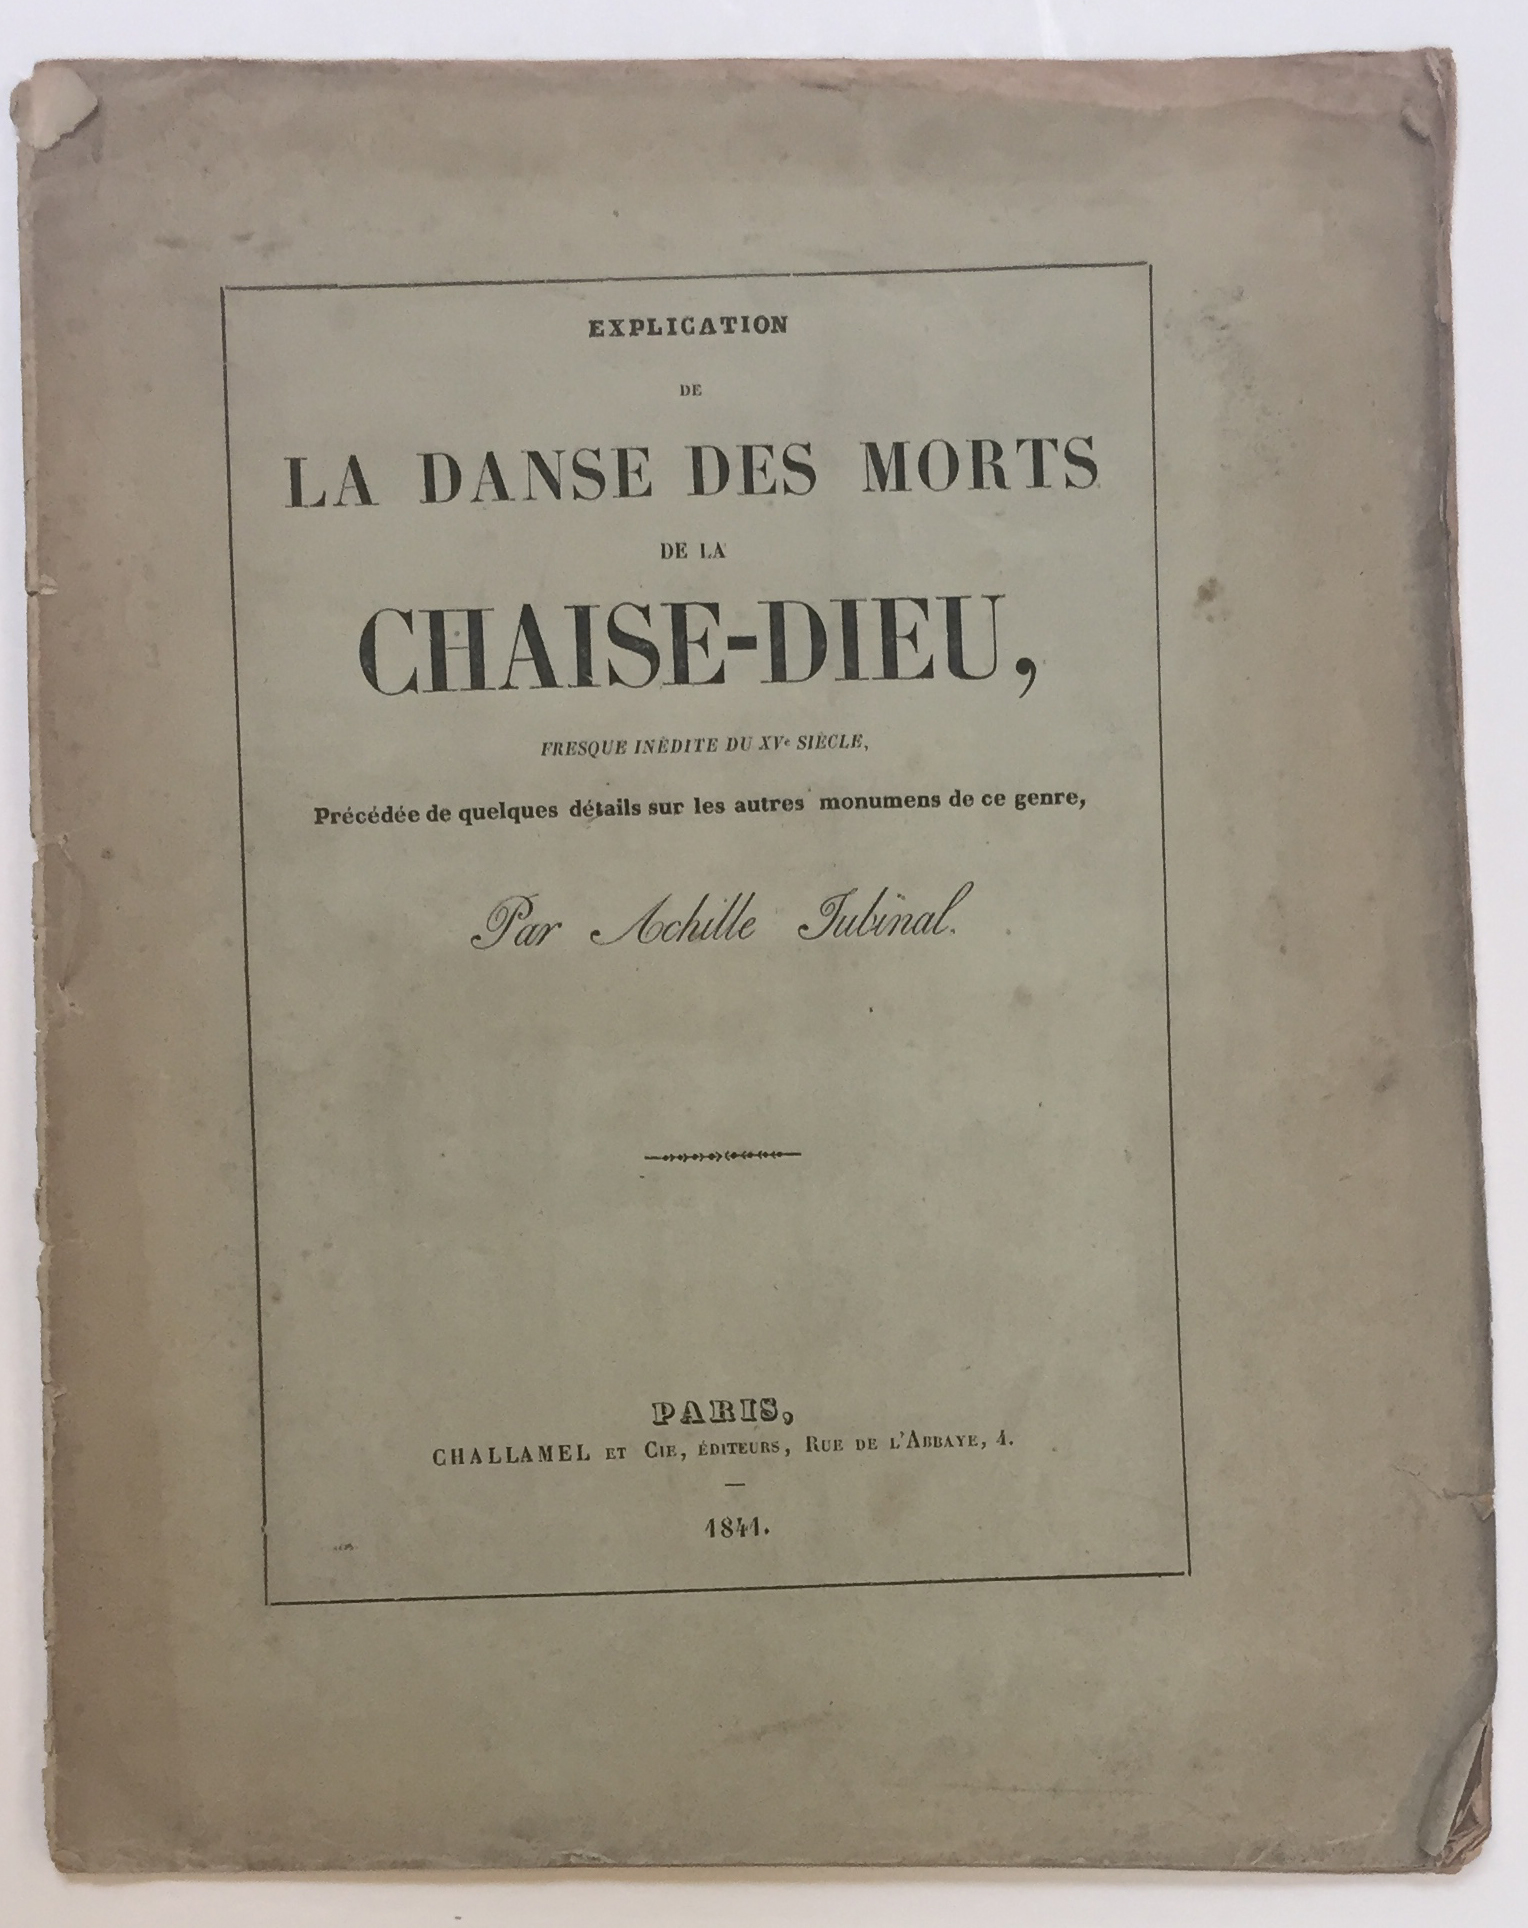 EXPLICATION
DE
LA DANSE DES MORTS
DE LA
CHAISE-DIEU,
FRESQUE INÉDITE DU XVe SIÈCLE,
Précédée de quelques détails sur les autres monumens de ce genre,
Par Achille Jubinal.
PARIS,
CHALLAMEL ET CIE, ÉDITEURS, RUE DE L'ABBAYE, 4.
1841.